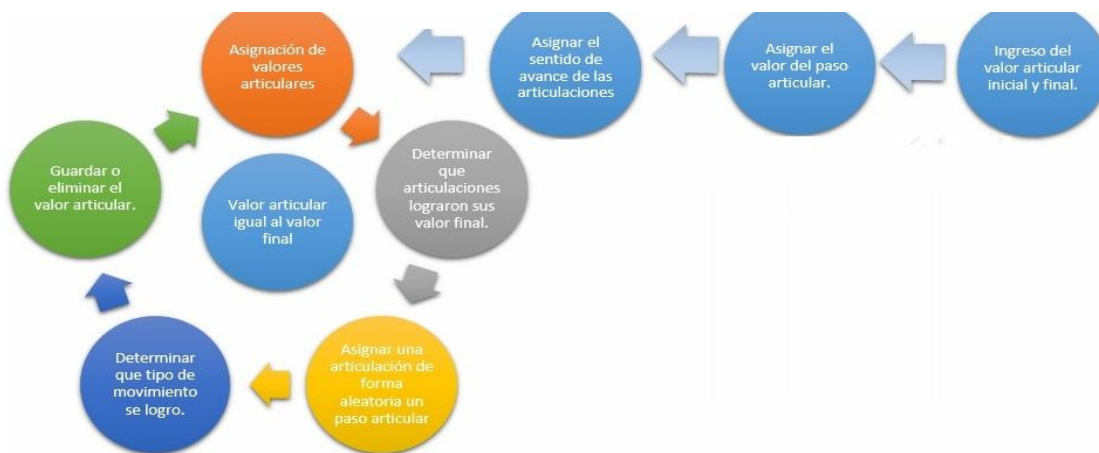 Asignación de
valores
articulares
Asignar el
sentido de
avance de las
articulaciones
Asignar el
valor del paso
articular.
Ingreso del
valor articular
inicial y final.
Guardar o
eliminar el
valor articular.
Valor articular
igual al valor
final
Determinar
que
articulaciones
lograron sus
valor final.
Determinar
que tipo de
movimiento
se logro.
Asignar una
articulación de
forma
aleatoria un
paso articular